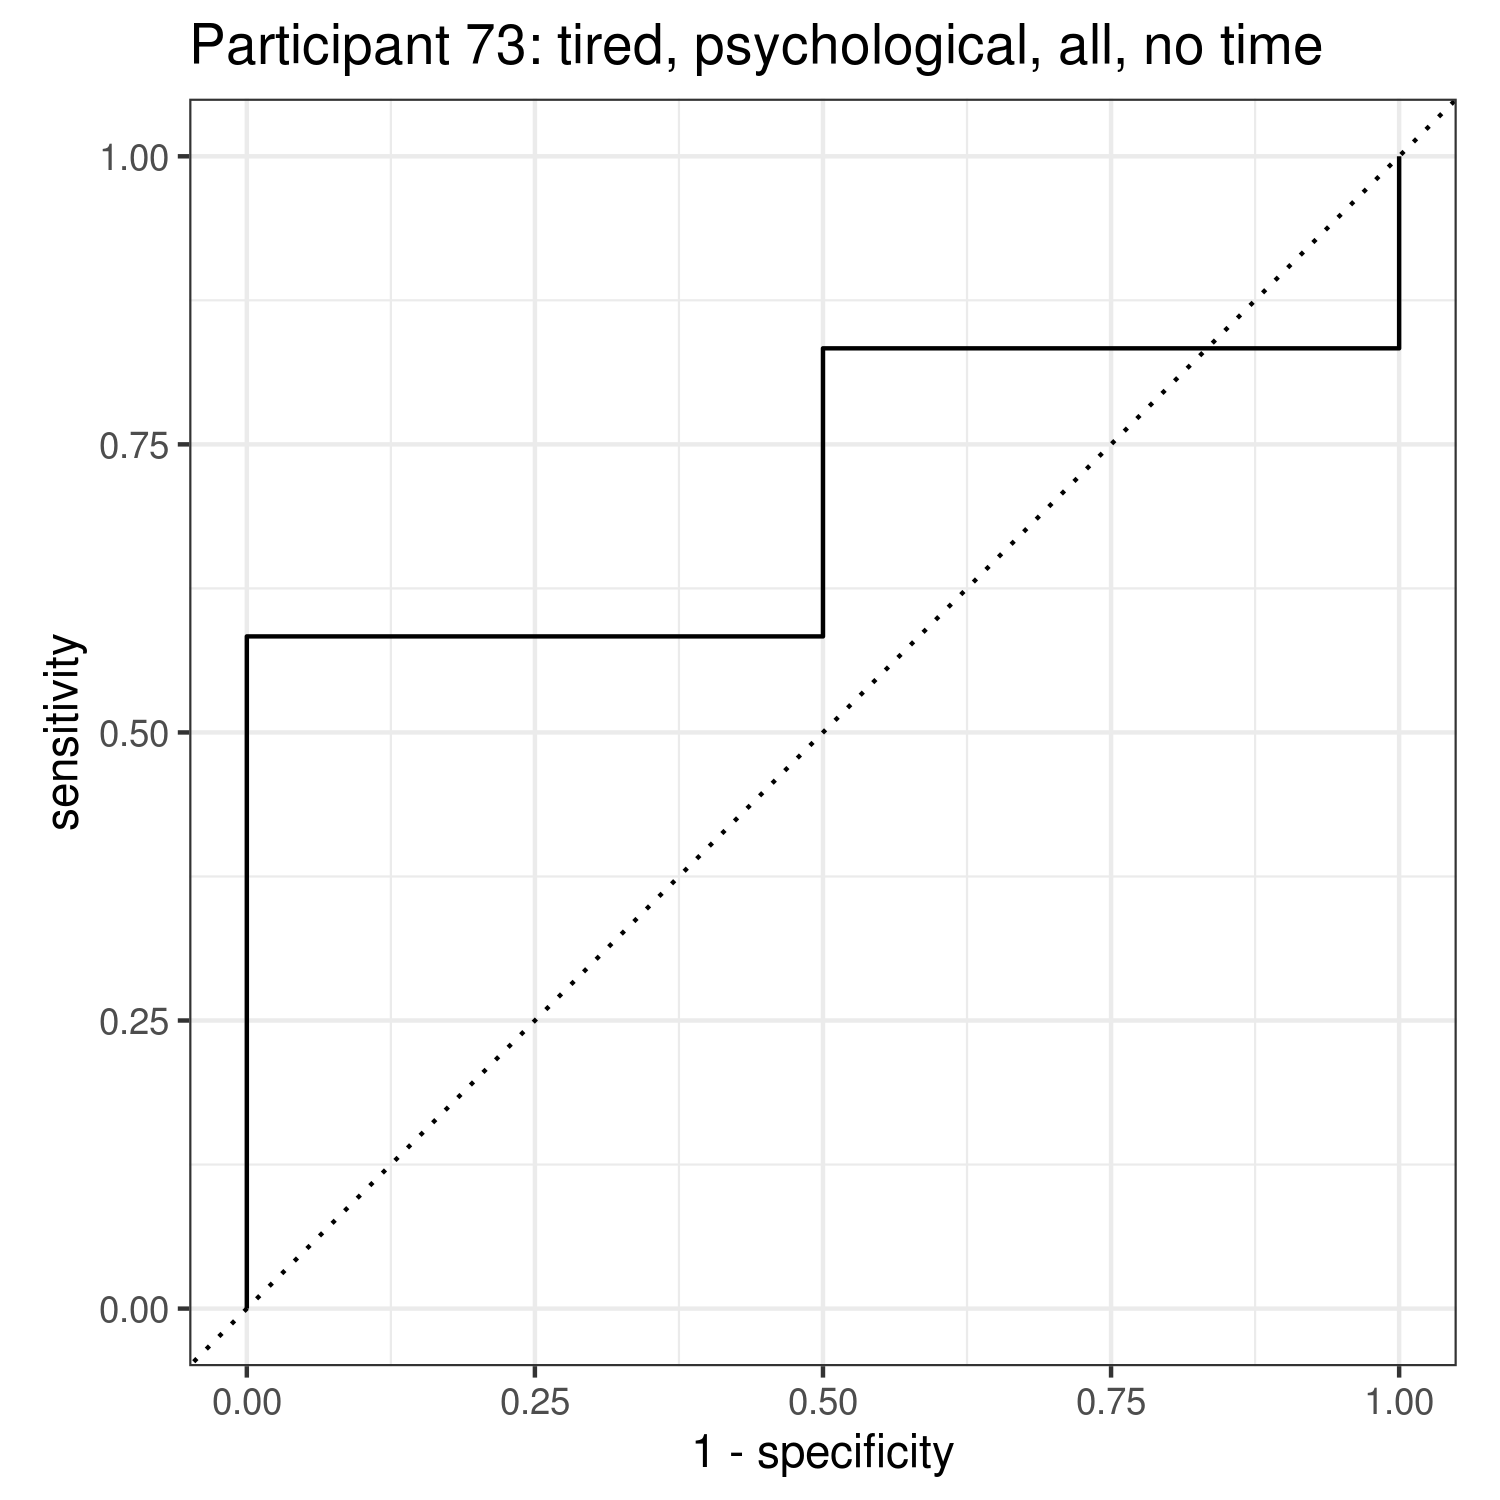 Participant 73: tired, psychological, all, no time
1.00
0.75
0.50
0.25
0.00
sensitivity
0.00 0.25 0.50 0.75 1.00
1 - specificity